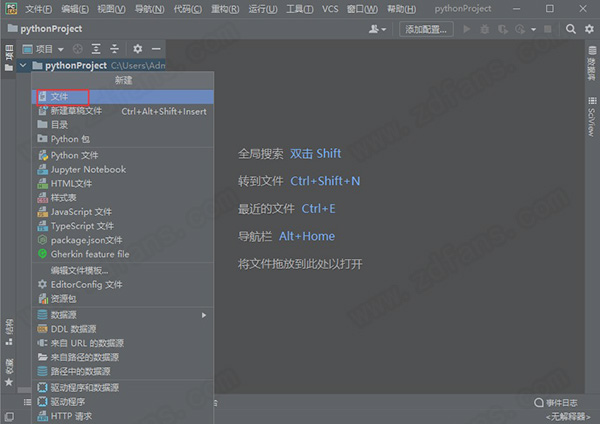 PC 文件(F) 编辑(E) 视图(V) 导航(N) 代码(C) 重构(R) 运行(U) 工具(T) VCS 窗口(W) 帮助(H) pythonProject
pythonProject 添加配置...
项目 项目
pythonProject C:\Users\Adn
新建
文件
新建草稿文件 Ctrl+Alt+Shift+Insert
目录
Python 包
Python 文件
Jupyter Notebook
HTML文件
样式表
JavaScript 文件
TypeScript 文件
package.json文件
Gherkin feature file
编辑文件模板...
EditorConfig 文件
资源包
数据源
DDL 数据源
来自 URL 的数据源
来自路径的数据源
路径中的数据源
驱动程序和数据源
驱动程序
HTTP 请求
全局搜索 双击 Shift
转到文件 Ctrl+Shift+N
最近的文件 Ctrl+E
导航栏 Alt+Home
将文件拖放到此处以打开
数据库
SciView
结构
收藏
事件日志
<无解释器>
www.zdfans.com